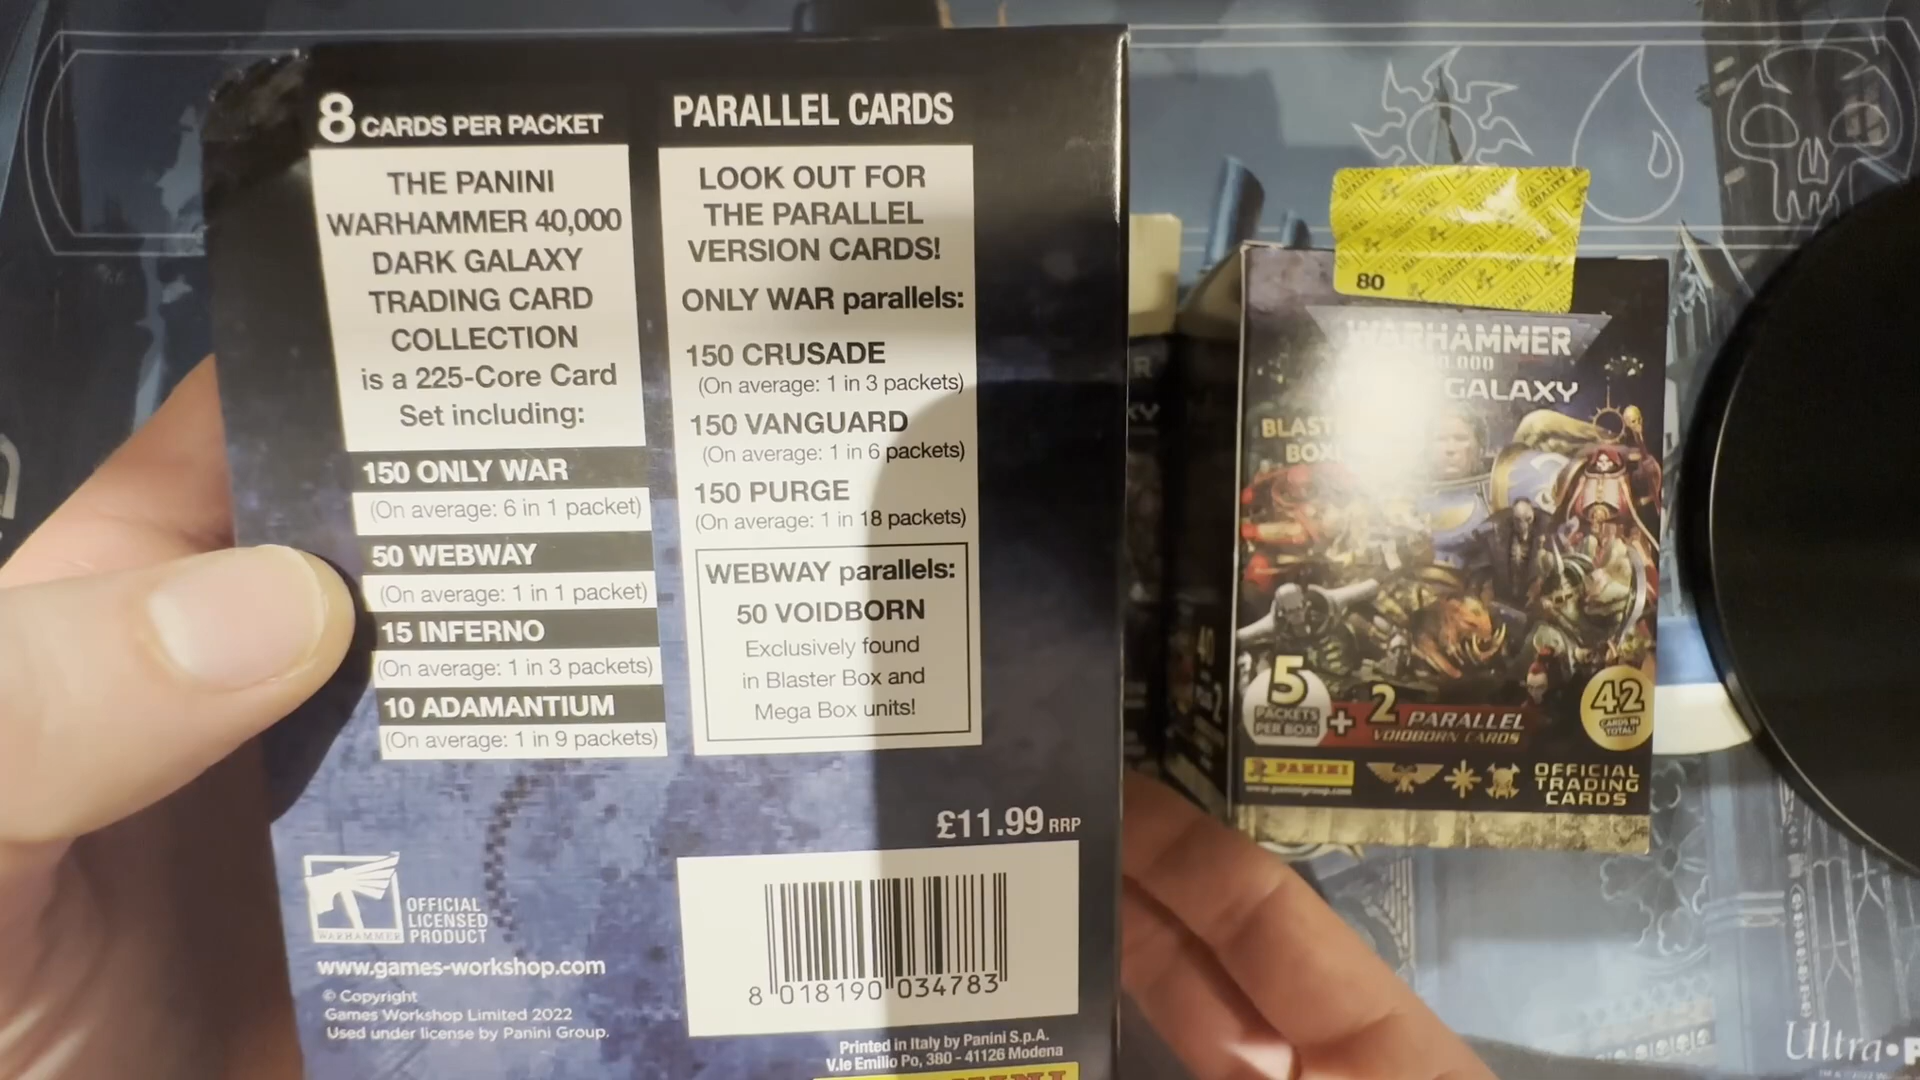 8 CARDS PER PACKET
THE PANINI
WARHAMMER 40,000
DARK GALAXY
TRADING CARD
COLLECTION
is a 225-Core Card
Set including:
150 ONLY WAR
(On average: 6 in 1 packet)
50 WEBWAY
(On average: 1 in 1 packet)
15 INFERNO
(On average: 1 in 3 packets)
10 ADAMANTIUM
(On average: 1 in 9 packets)
PARALLEL CARDS
LOOK OUT FOR
THE PARALLEL
VERSION CARDS!
ONLY WAR parallels:
150 CRUSADE
(On average: 1 in 3 packets)
150 VANGUARD
(On average: 1 in 6 packets)
150 PURGE
(On average: 1 in 18 packets)
WEBWAY parallels:
50 VOIDBORN
Exclusively found
in Blaster Box and
Mega Box units!
£11.99 RRP
WARHAMMER
OFFICIAL
LICENSED
PRODUCT
www.games-workshop.com
© Copyright
Games Workshop Limited 2022
Used under license by Panini Group.
8 018190 034783
Printed in Italy by Panini S.p.A.
V.le Emilio Po, 380 - 41126 Modena
80
WARHAMMER
GALAXY
5
PACKETS
PER BOX!
+ 2 PARALLEL
VOIDBORN CARDS
42
CARDS IN
TOTAL!
PANINI
www.paninigroup.com
OFFICIAL
TRADING
CARDS